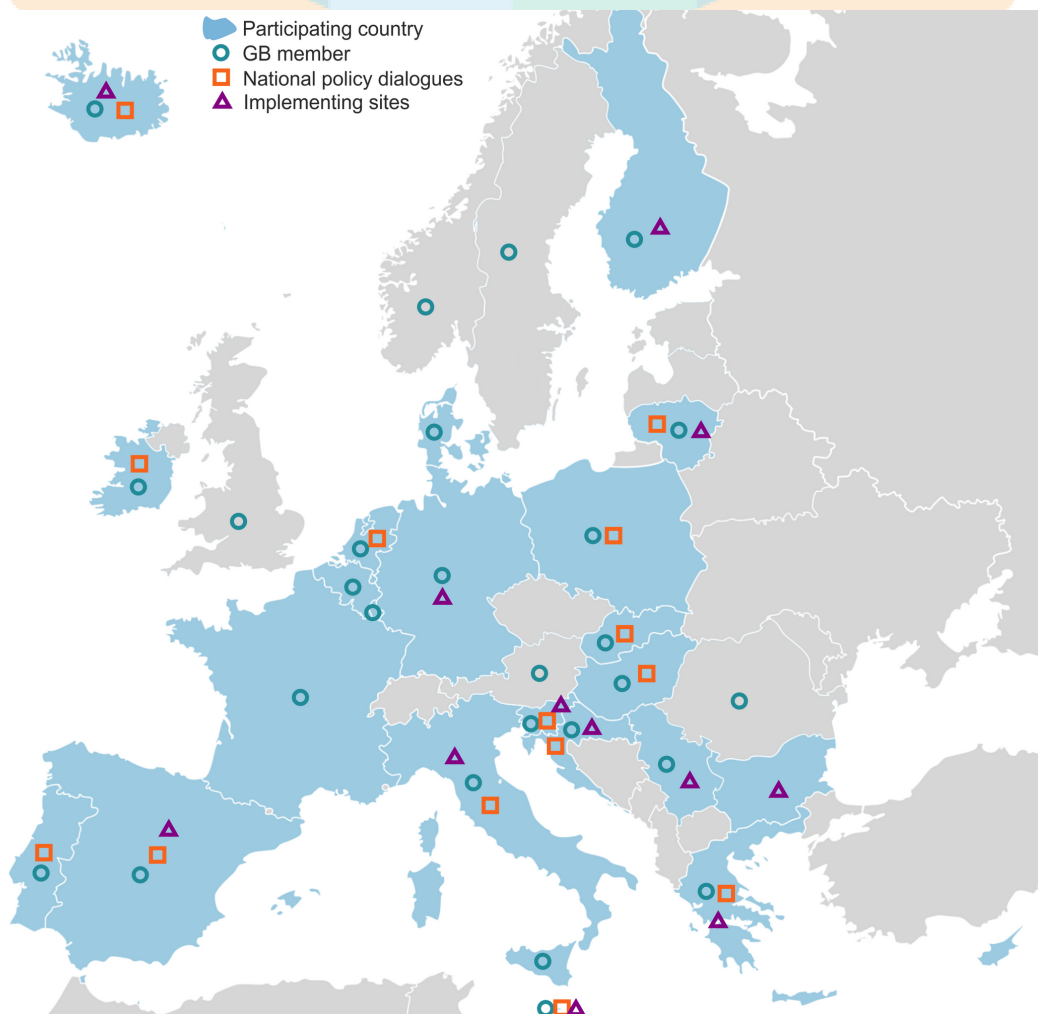 Participating country
GB member
National policy dialogues
Implementing sites